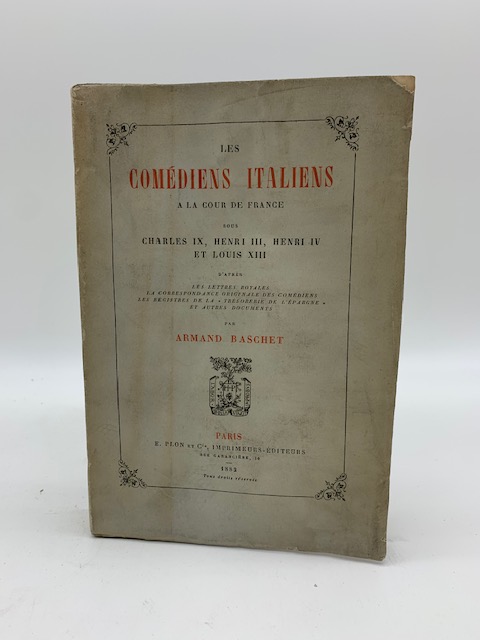 LES
COMÉDIENS ITALIENS
A LA COUR DE FRANCE
SOUS
CHARLES IX, HENRI III, HENRI IV
ET LOUIS XIII
D'APRÈS
LES LETTRES ROYALES
LA CORRESPONDANCE ORIGINALE DES COMÉDIENS
LES REGISTRES DE LA « TRÉSORERIE DE L'ÉPARGNE »
ET AUTRES DOCUMENTS
PAR
ARMAND BASCHET
PARIS
E. PLON ET Cie, IMPRIMEURS-ÉDITEURS
RUE GARANCIÈRE, 10
1882
Tous droits réservés